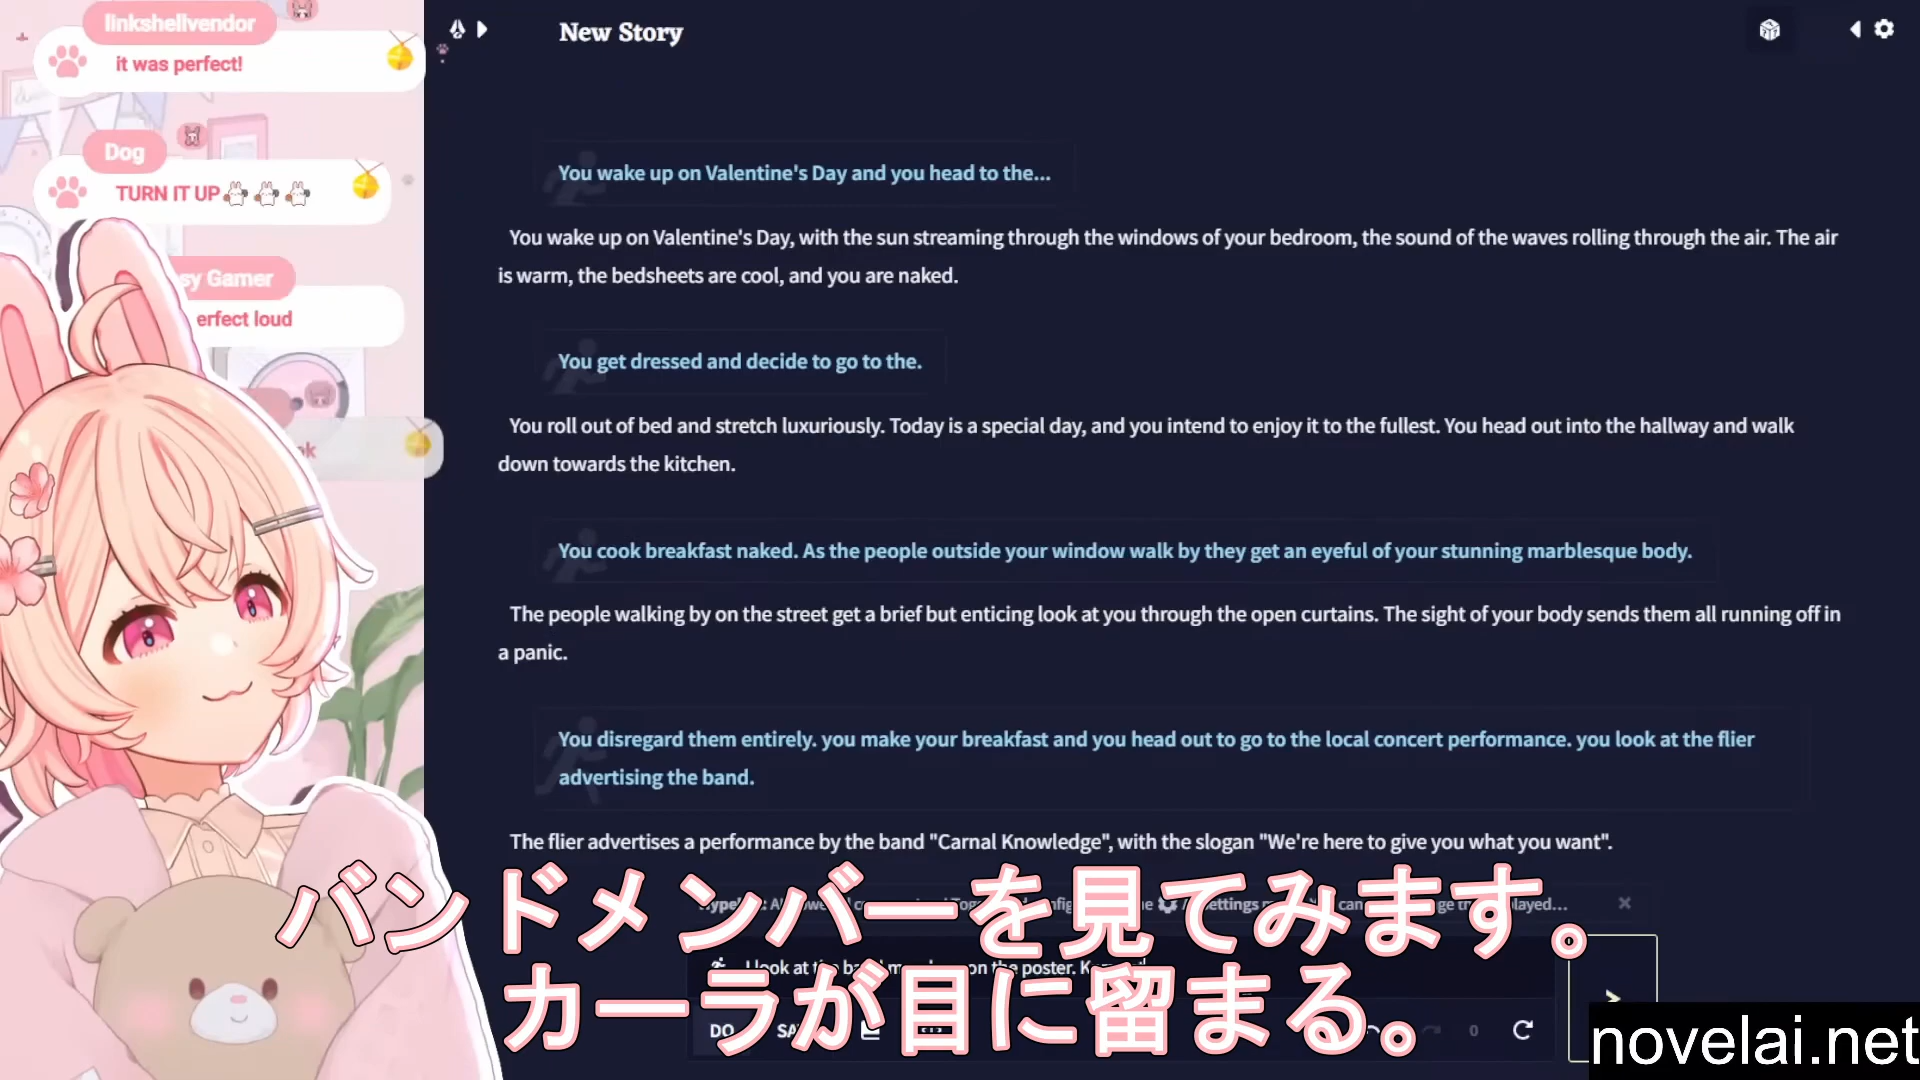 linkshellvendor
it was perfect!
Dog
TURN IT UP
sy Gamer
erfect loud
New Story
You wake up on Valentine's Day and you head to the...
You wake up on Valentine's Day, with the sun streaming through the windows of your bedroom, the sound of the waves rolling through the air. The air
is warm, the bedsheets are cool, and you are naked.
You get dressed and decide to go to the.
You roll out of bed and stretch luxuriously. Today is a special day, and you intend to enjoy it to the fullest. You head out into the hallway and walk
down towards the kitchen.
You cook breakfast naked. As the people outside your window walk by they get an eyeful of your stunning marblesque body.
The people walking by on the street get a brief but enticing look at you through the open curtains. The sight of your body sends them all running off in
a panic.
You disregard them entirely. you make your breakfast and you head out to go to the local concert performance. you look at the flier
advertising the band.
The flier advertises a performance by the band "Carnal Knowledge", with the slogan "We're here to give you what you want".
バンドメンバーを見てみます。
I look at on the poster.
カーラが目に留まる。
DO
0
novelai.net